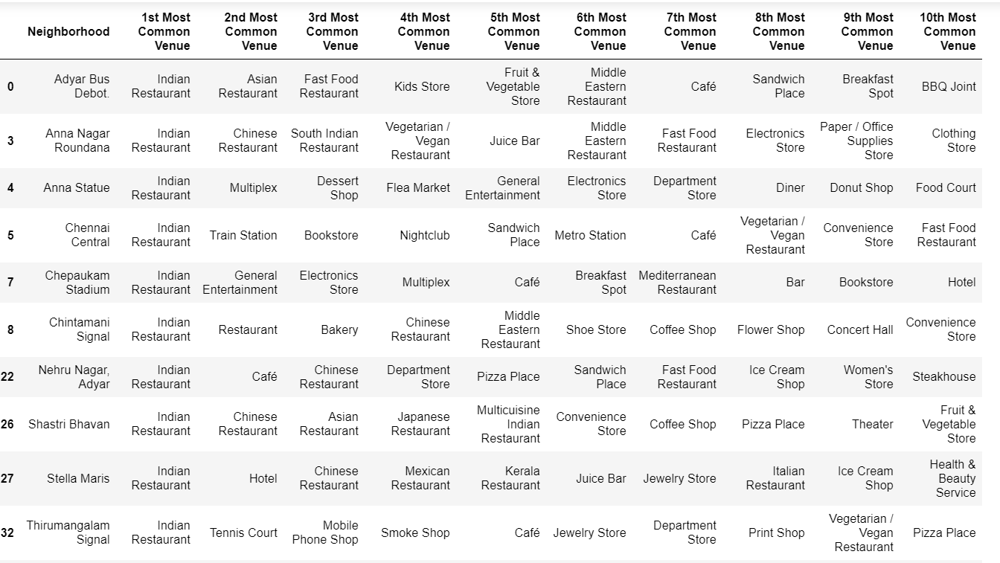 Neighborhood 1st Most Common Venue 2nd Most Common Venue 3rd Most Common Venue 4th Most Common Venue 5th Most Common Venue 6th Most Common Venue 7th Most Common Venue 8th Most Common Venue 9th Most Common Venue 10th Most Common Venue
0 Adyar Bus Debot. Indian Restaurant Asian Restaurant Fast Food Restaurant Kids Store Fruit & Vegetable Store Middle Eastern Restaurant Café Sandwich Place Breakfast Spot BBQ Joint
3 Anna Nagar Roundana Indian Restaurant Chinese Restaurant South Indian Restaurant Vegetarian / Vegan Restaurant Juice Bar Middle Eastern Restaurant Fast Food Restaurant Electronics Store Paper / Office Supplies Store Clothing Store
4 Anna Statue Indian Restaurant Multiplex Dessert Shop Flea Market General Entertainment Electronics Store Department Store Diner Donut Shop Food Court
5 Chennai Central Indian Restaurant Train Station Bookstore Nightclub Sandwich Place Metro Station Café Vegetarian / Vegan Restaurant Convenience Store Fast Food Restaurant
7 Chepaukam Stadium Indian Restaurant General Entertainment Electronics Store Multiplex Café Breakfast Spot Mediterranean Restaurant Bar Bookstore Hotel
8 Chintamani Signal Indian Restaurant Restaurant Bakery Chinese Restaurant Middle Eastern Restaurant Shoe Store Coffee Shop Flower Shop Concert Hall Convenience Store
22 Nehru Nagar, Adyar Indian Restaurant Café Chinese Restaurant Department Store Pizza Place Sandwich Place Fast Food Restaurant Ice Cream Shop Women's Store Steakhouse
26 Shastri Bhavan Indian Restaurant Chinese Restaurant Asian Restaurant Japanese Restaurant Multicuisine Indian Restaurant Convenience Store Coffee Shop Pizza Place Theater Fruit & Vegetable Store
27 Stella Maris Indian Restaurant Hotel Chinese Restaurant Mexican Restaurant Kerala Restaurant Juice Bar Jewelry Store Italian Restaurant Ice Cream Shop Health & Beauty Service
32 Thirumangalam Signal Indian Restaurant Tennis Court Mobile Phone Shop Smoke Shop Café Jewelry Store Department Store Print Shop Vegetarian / Vegan Restaurant Pizza Place